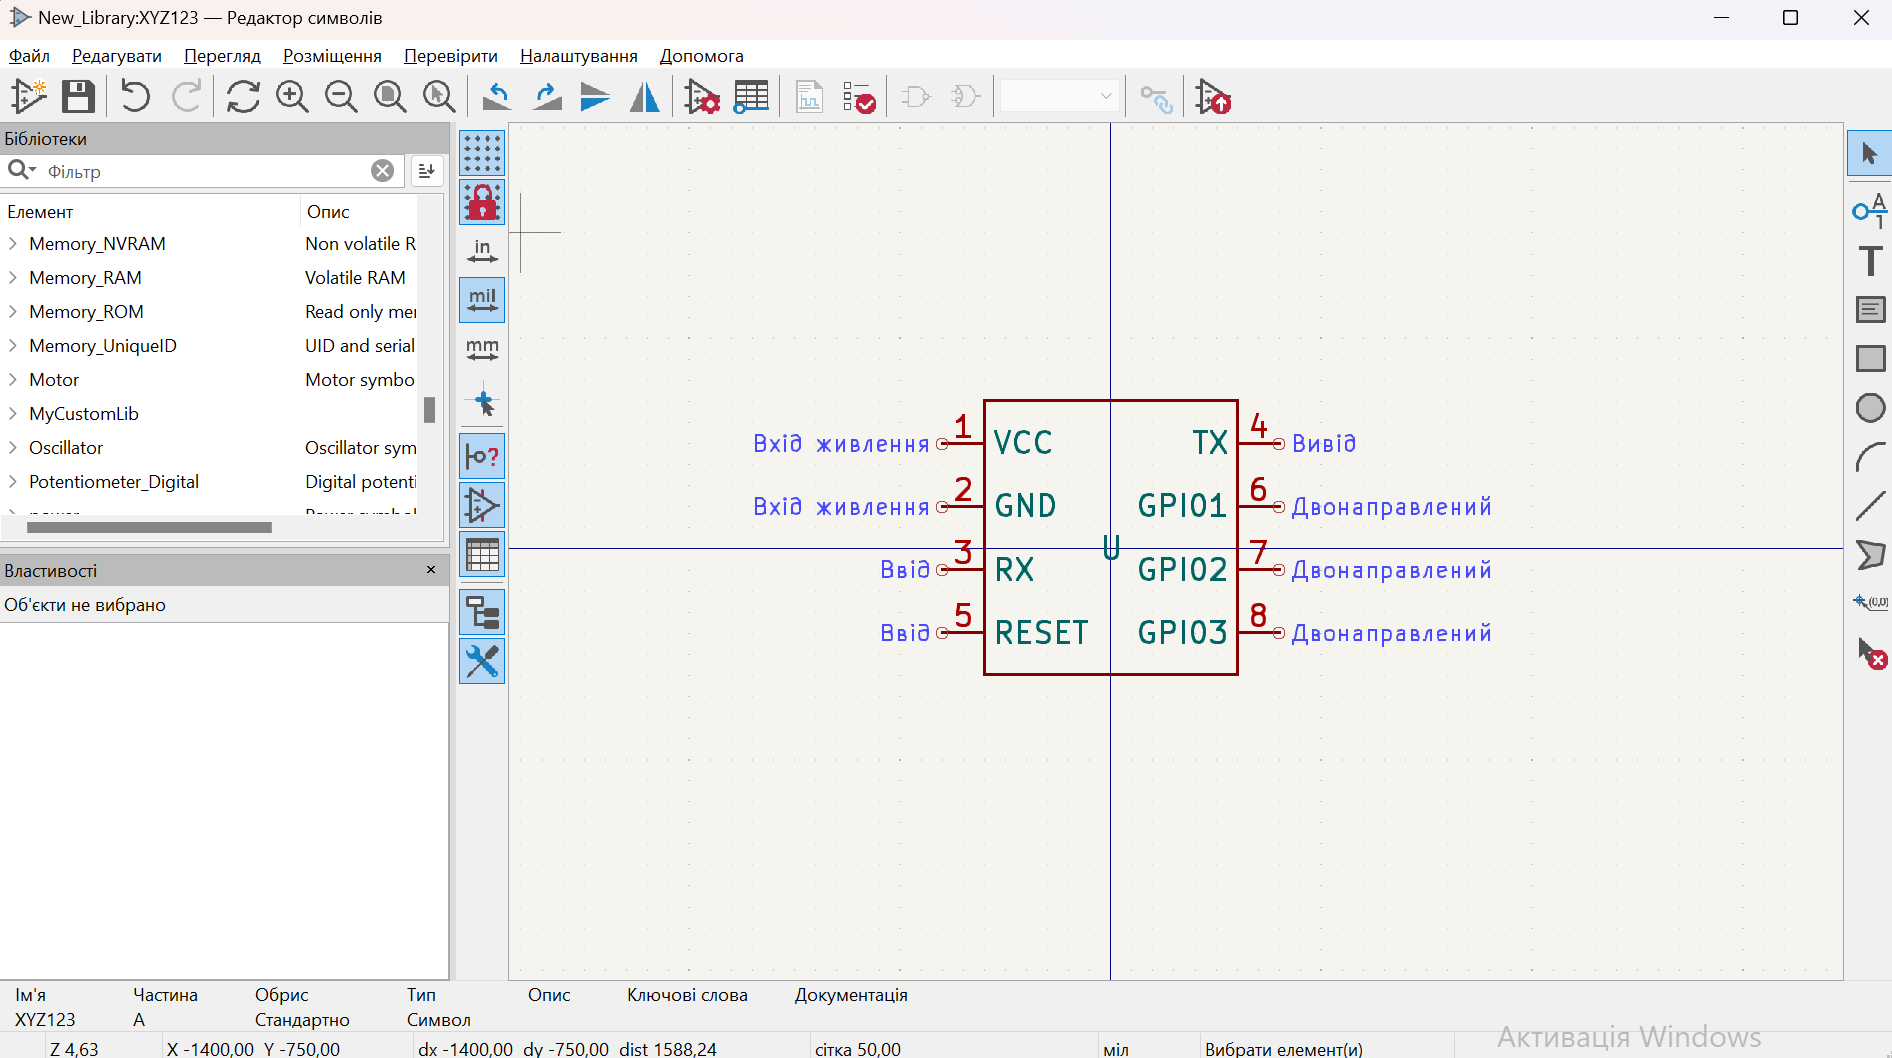 New_Library:XYZ123 — Редактор символів
Файл Редагувати Перегляд Розміщення Перевірити Налаштування Допомога
Бібліотеки
Фільтр
Елемент Опис
Memory_NVRAM Non volatile R
Memory_RAM Volatile RAM
Memory_ROM Read only me
Memory_UniqueID UID and serial
Motor Motor symbo
MyCustomLib
Oscillator Oscillator sym
Potentiometer_Digital Digital potenti
Властивості
Об'єкти не вибрано
in
mil
mm
A
1
T
(0,0)
Вхід живлення 1 VCC TX 4 Вивід
Вхід живлення 2 GND GPIO1 6 Двонаправлений
U
Ввід 3 RX GPIO2 7 Двонаправлений
Ввід 5 RESET GPIO3 8 Двонаправлений
Ім'я Частина Обрис Тип Опис Ключові слова Документація
XYZ123 A Стандартно Символ
Активація Windows
Z 4,63 X -1400,00 Y -750,00 dx -1400,00 dy -750,00 dist 1588,24 сітка 50,00 міл Вибрати елемент(и)